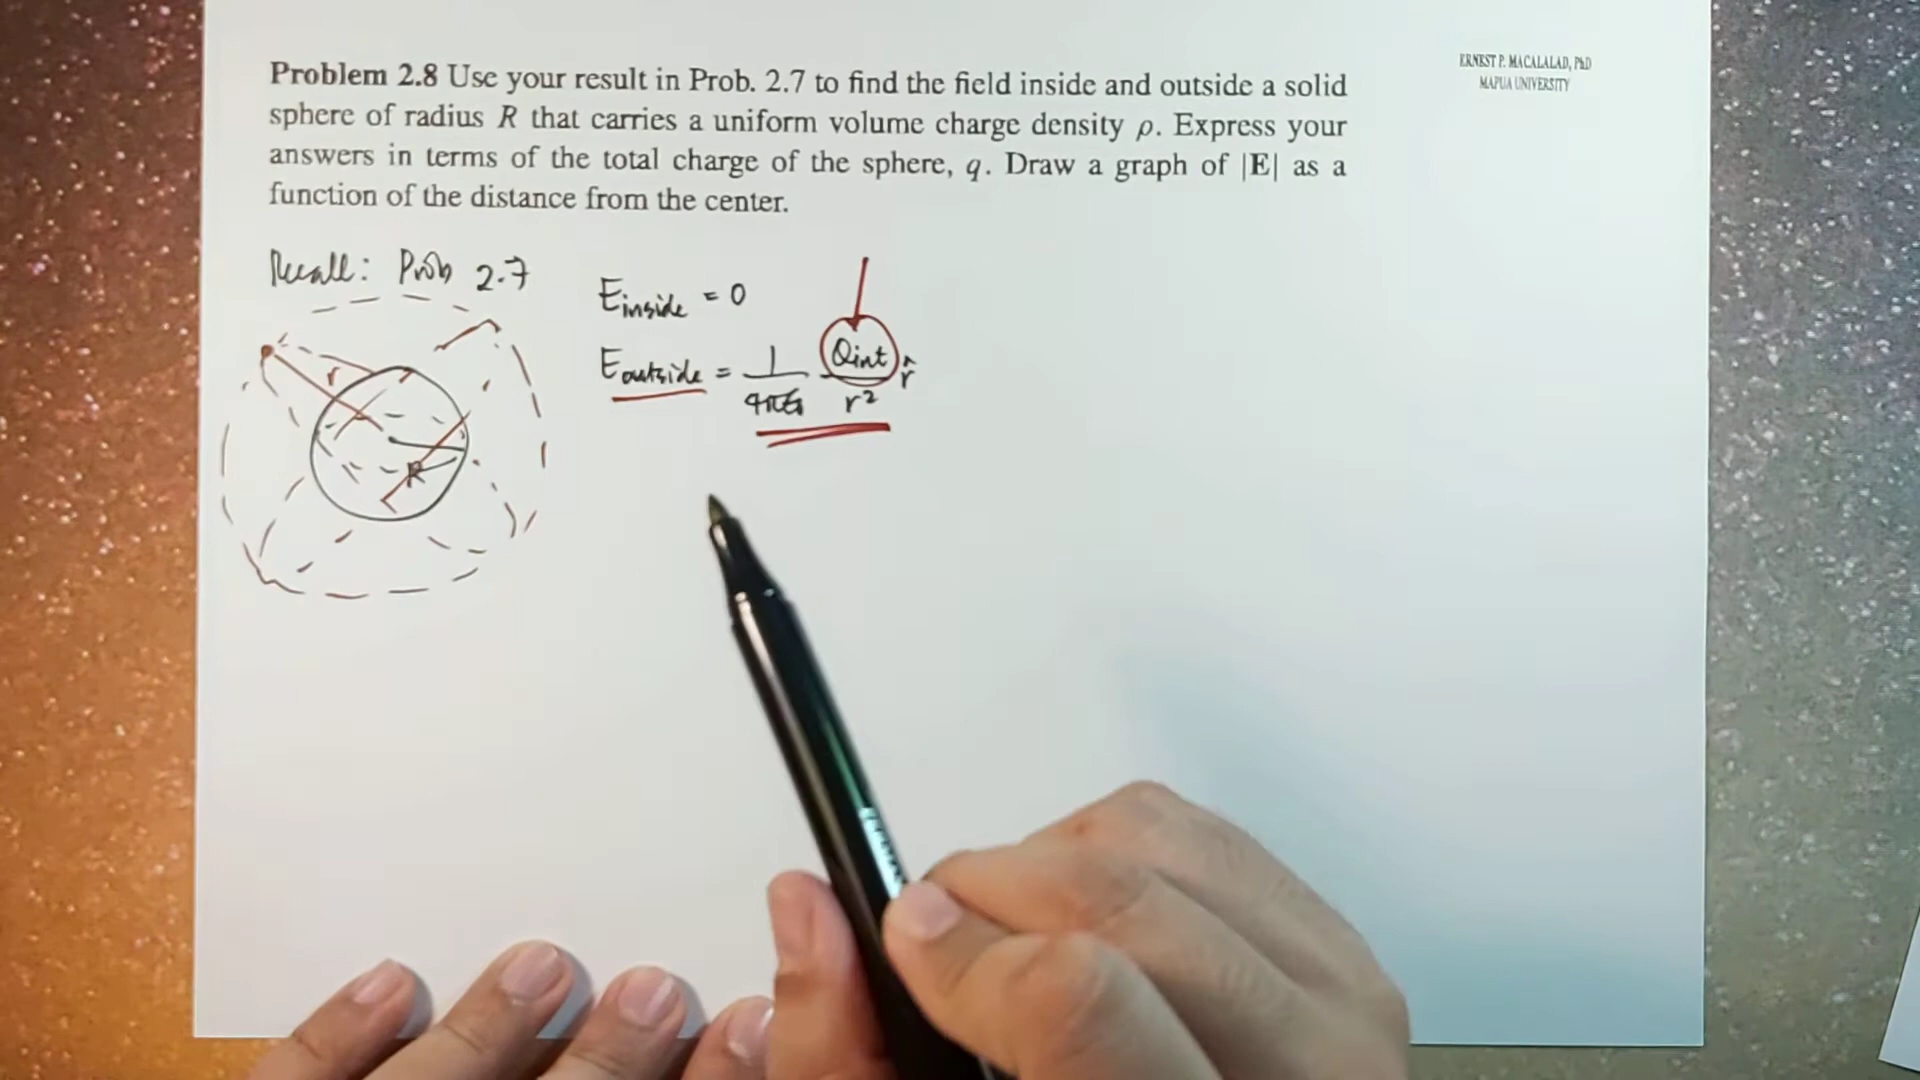 Problem 2.8 Use your result in Prob. 2.7 to find the field inside and outside a solid
sphere of radius R that carries a uniform volume charge density ρ. Express your
answers in terms of the total charge of the sphere, q. Draw a graph of |E| as a
function of the distance from the center.
ERNEST P. MACALALAD, PhD
MAPUA UNIVERSITY
Recall: Prob 2.7
E inside = 0
E outside = 1/4πε₀ Qint/r² r̂
r
R